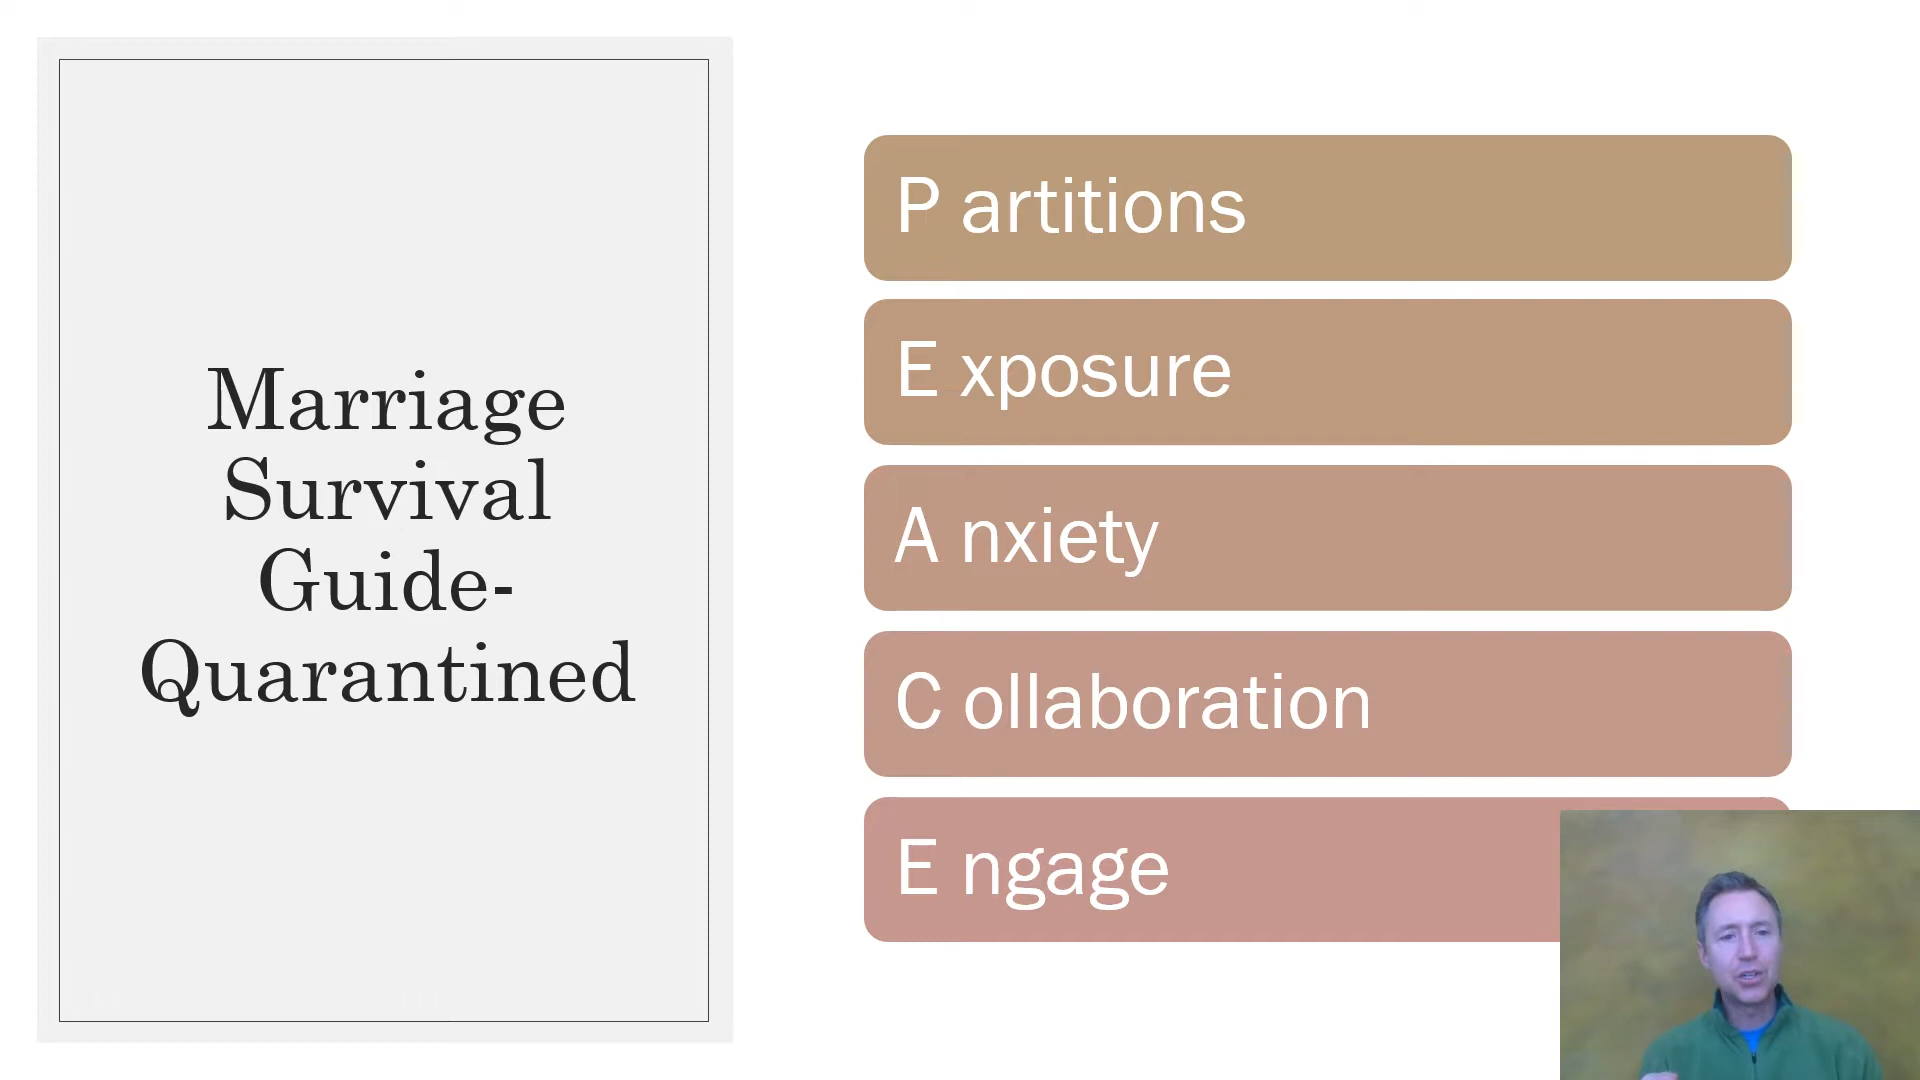 Marriage
Survival
Guide-
Quarantined
P artitions
E xposure
A nxiety
C ollaboration
E ngage